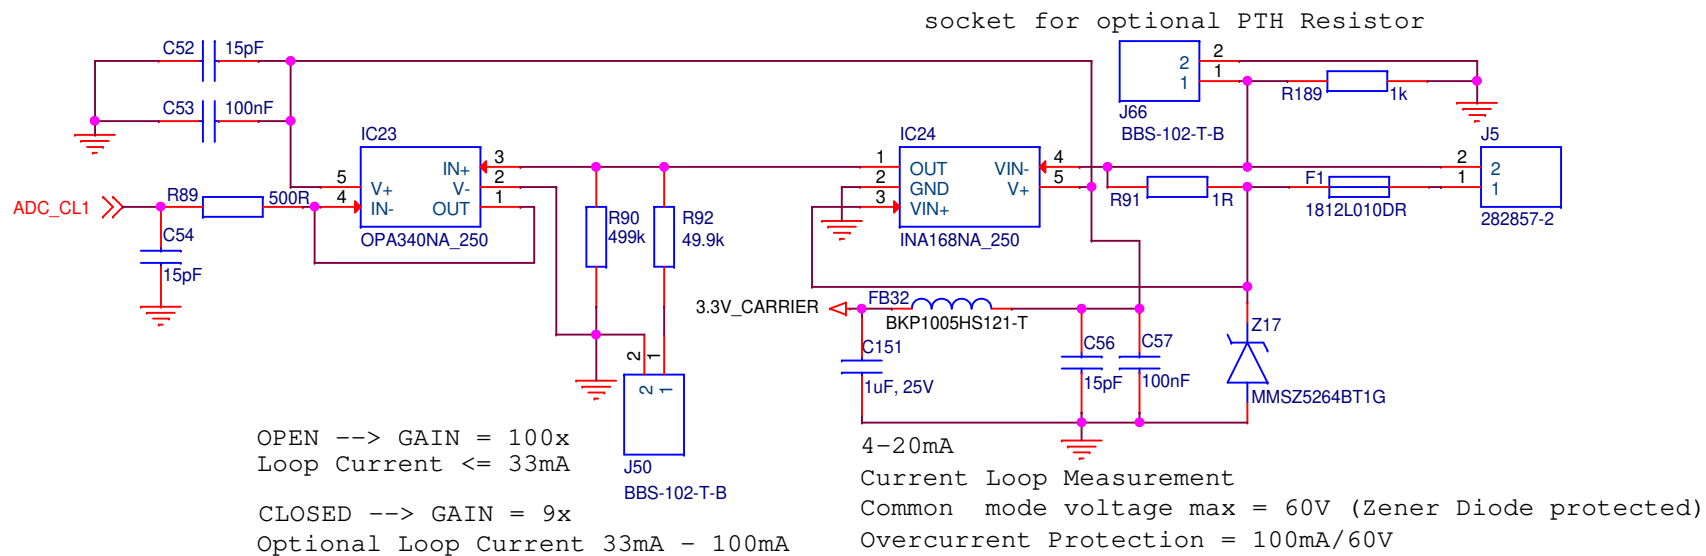 socket for optional PTH Resistor
C52 15pF
C53 100nF
2
1
2
1
R189 1k
J66
BBS-102-T-B
IC23
IN+ 3
5 V+ V- 2
4 IN- OUT 1
OPA340NA_250
IC24
1 OUT VIN- 4
2 GND V+ 5
3 VIN+
INA168NA_250
J5
2 2
1 1
282857-2
R91 1R
F1
1812L010DR
ADC_CL1
R89 500R
C54
15pF
R90
499k
R92
49.9k
3.3V_CARRIER
FB32
BKP1005HS121-T
C151
1uF, 25V
C56
15pF
C57
100nF
Z17
MMSZ5264BT1G
2 1
2 1
J50
BBS-102-T-B
OPEN --> GAIN = 100x
Loop Current <= 33mA
CLOSED --> GAIN = 9x
Optional Loop Current 33mA - 100mA
4-20mA
Current Loop Measurement
Common mode voltage max = 60V (Zener Diode protected)
Overcurrent Protection = 100mA/60V